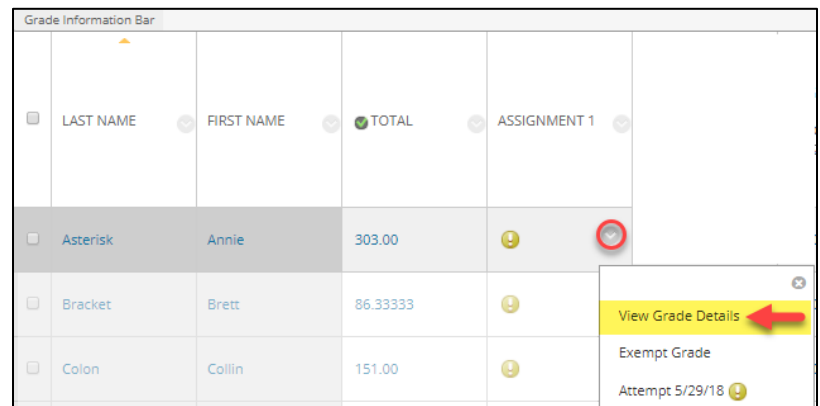 Grade Information Bar
LAST NAME FIRST NAME TOTAL ASSIGNMENT 1
Asterisk Annie 303.00
Bracket Brett 86.33333
View Grade Details
Exempt Grade
Colon Collin 151.00
Attempt 5/29/18